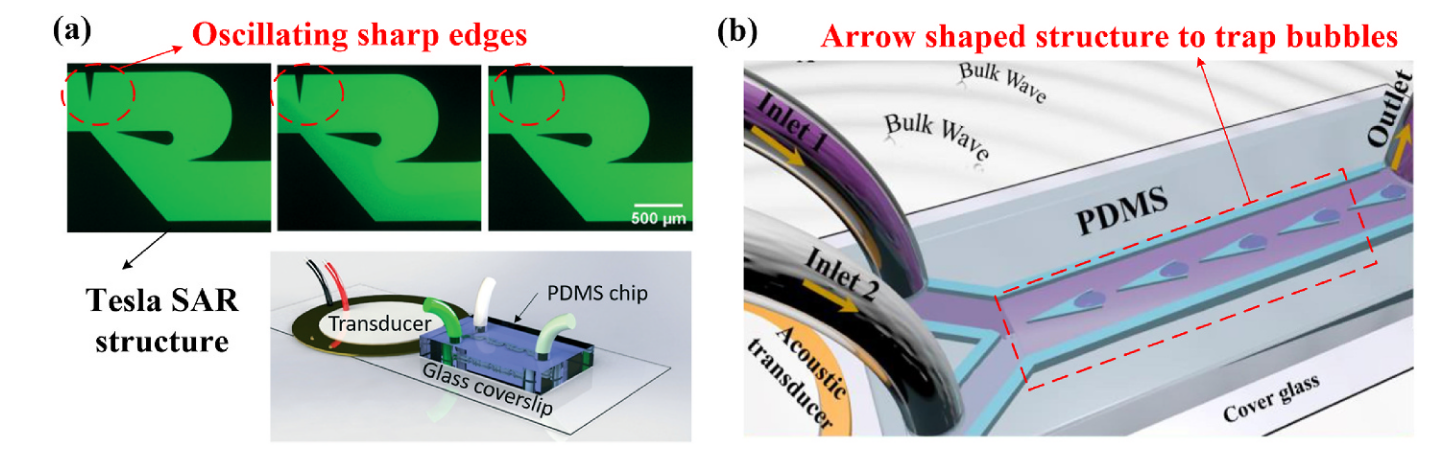 (a)
Oscillating sharp edges
500 μm
Tesla SAR
structure
Transducer
PDMS chip
Glass coverslip
(b)
Arrow shaped structure to trap bubbles
Bulk Wave
Bulk Wave
Inlet 1
Outlet
PDMS
Inlet 2
Acoustic
transducer
Cover glass